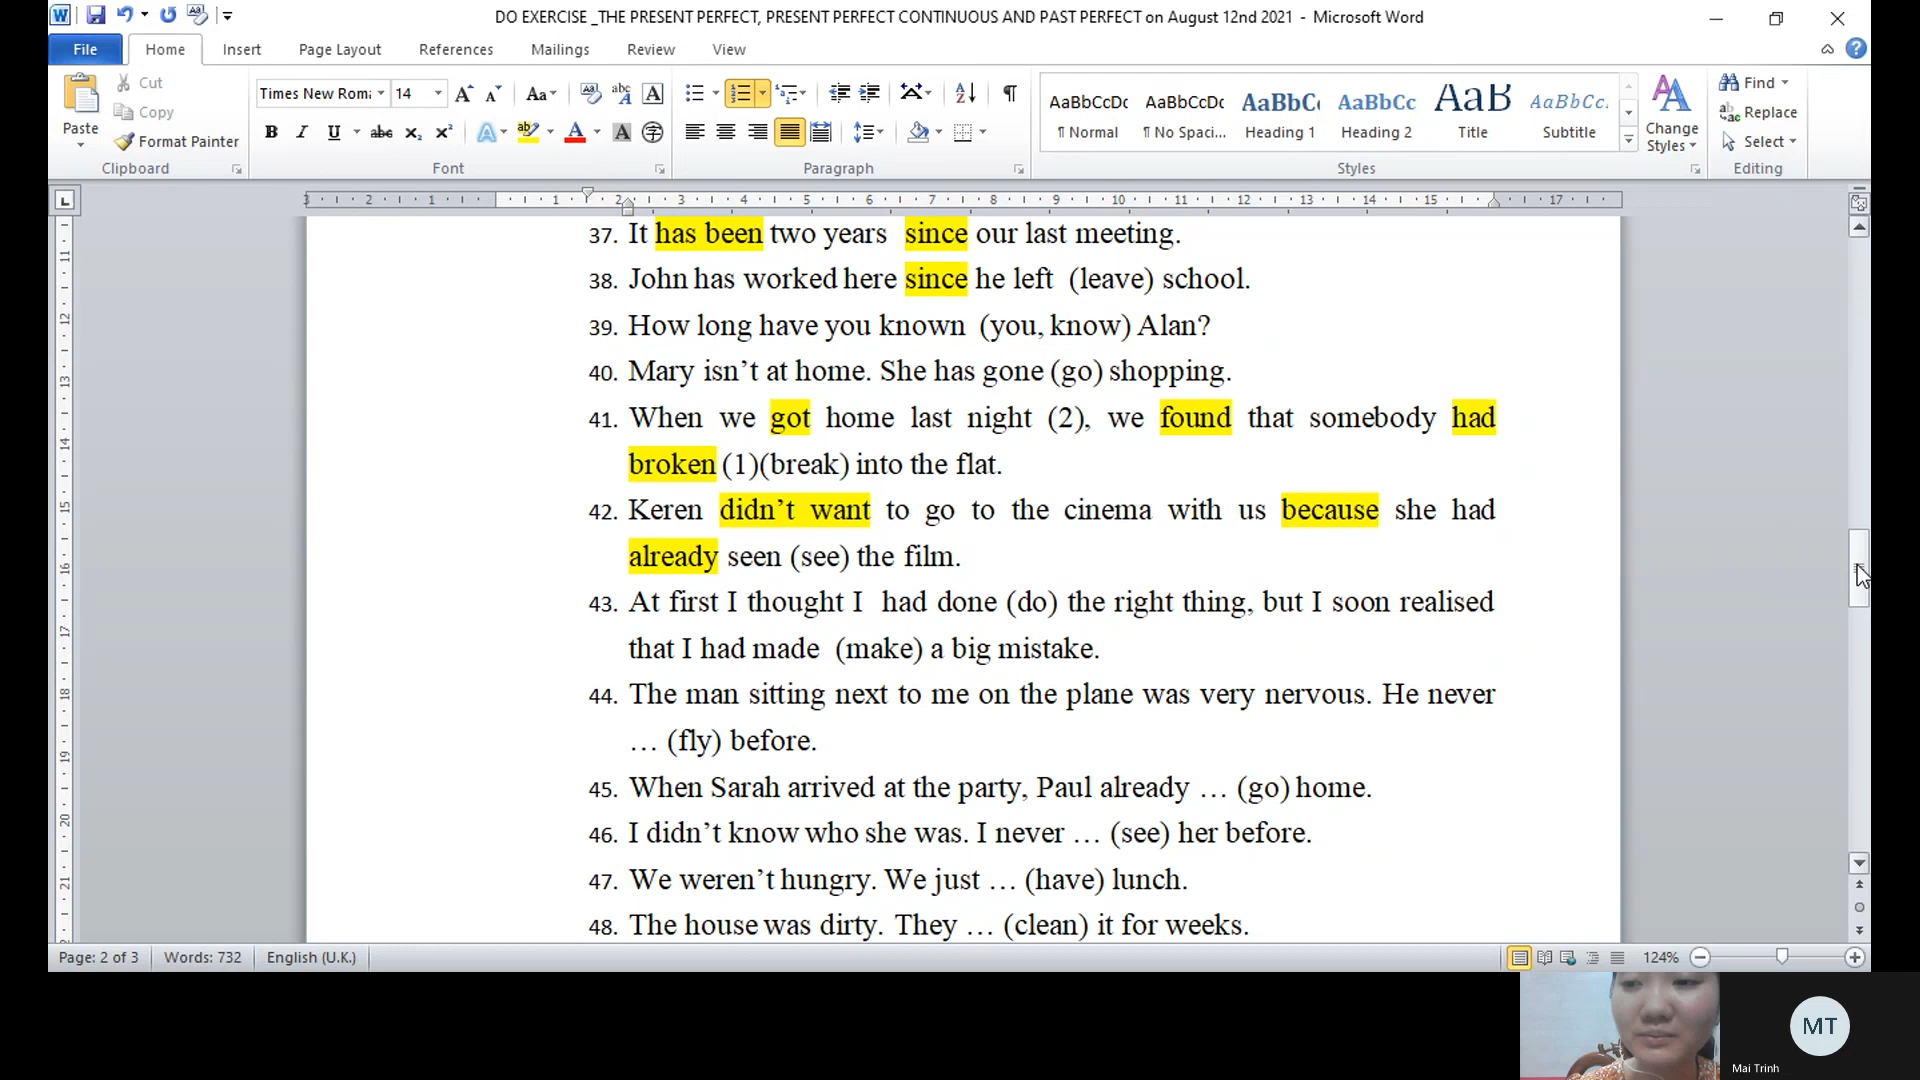 DO EXERCISE _THE PRESENT PERFECT, PRESENT PERFECT CONTINUOUS AND PAST PERFECT on August 12nd 2021 - Microsoft Word
File Home Insert Page Layout References Mailings Review View
Cut
Copy
Format Painter
Paste
Clipboard
Times New Roma 14
Font
Paragraph
AaBbCcDc AaBbCcDc AaBbC AaBbCc AaB AaBbCc.
¶ Normal ¶ No Spaci... Heading 1 Heading 2 Title Subtitle
Change Styles
Styles
Find
Replace
Select
Editing
37. It has been two years since our last meeting.
38. John has worked here since he left (leave) school.
39. How long have you known (you, know) Alan?
40. Mary isn’t at home. She has gone (go) shopping.
41. When we got home last night (2), we found that somebody had
broken (1)(break) into the flat.
42. Keren didn’t want to go to the cinema with us because she had
already seen (see) the film.
43. At first I thought I had done (do) the right thing, but I soon realised
that I had made (make) a big mistake.
44. The man sitting next to me on the plane was very nervous. He never
… (fly) before.
45. When Sarah arrived at the party, Paul already … (go) home.
46. I didn’t know who she was. I never … (see) her before.
47. We weren’t hungry. We just … (have) lunch.
48. The house was dirty. They … (clean) it for weeks.
Page: 2 of 3 Words: 732 English (U.K.) 124%
MT
Mai Trinh